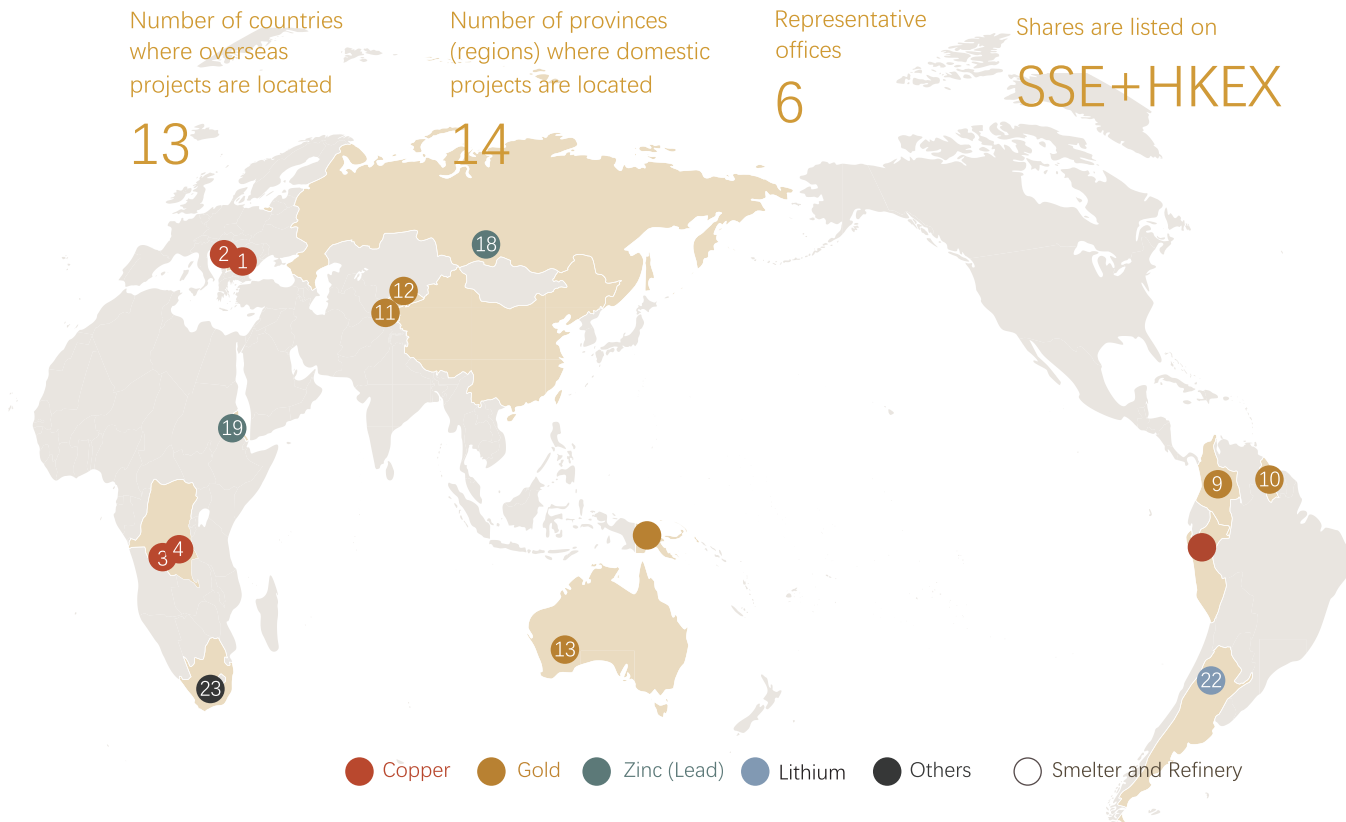 Number of countries
where overseas
projects are located
13
Number of provinces
(regions) where domestic
projects are located
14
Representative
offices
6
Shares are listed on
SSE+HKEX
2
1
18
12
11
19
9
10
3
4
13
23
22
Copper
Gold
Zinc (Lead)
Lithium
Others
Smelter and Refinery